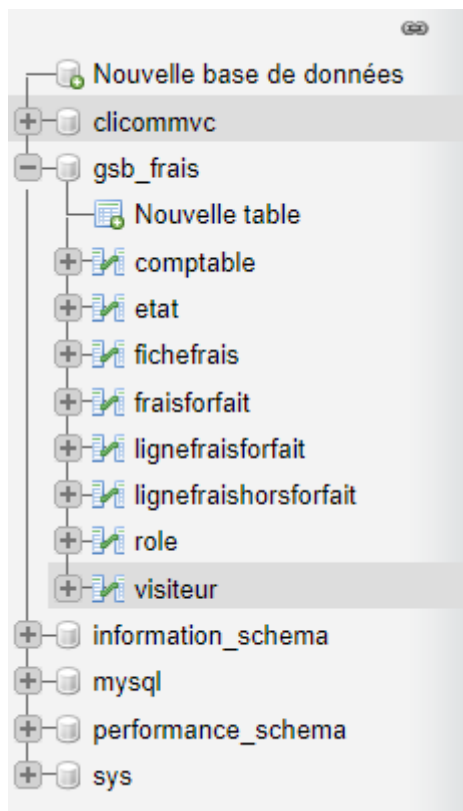 Nouvelle base de données
clicommvc
gsb_frais
Nouvelle table
comptable
etat
fichefrais
fraisforfait
lignefraisforfait
lignefraishorsforfait
role
visiteur
information_schema
mysql
performance_schema
sys